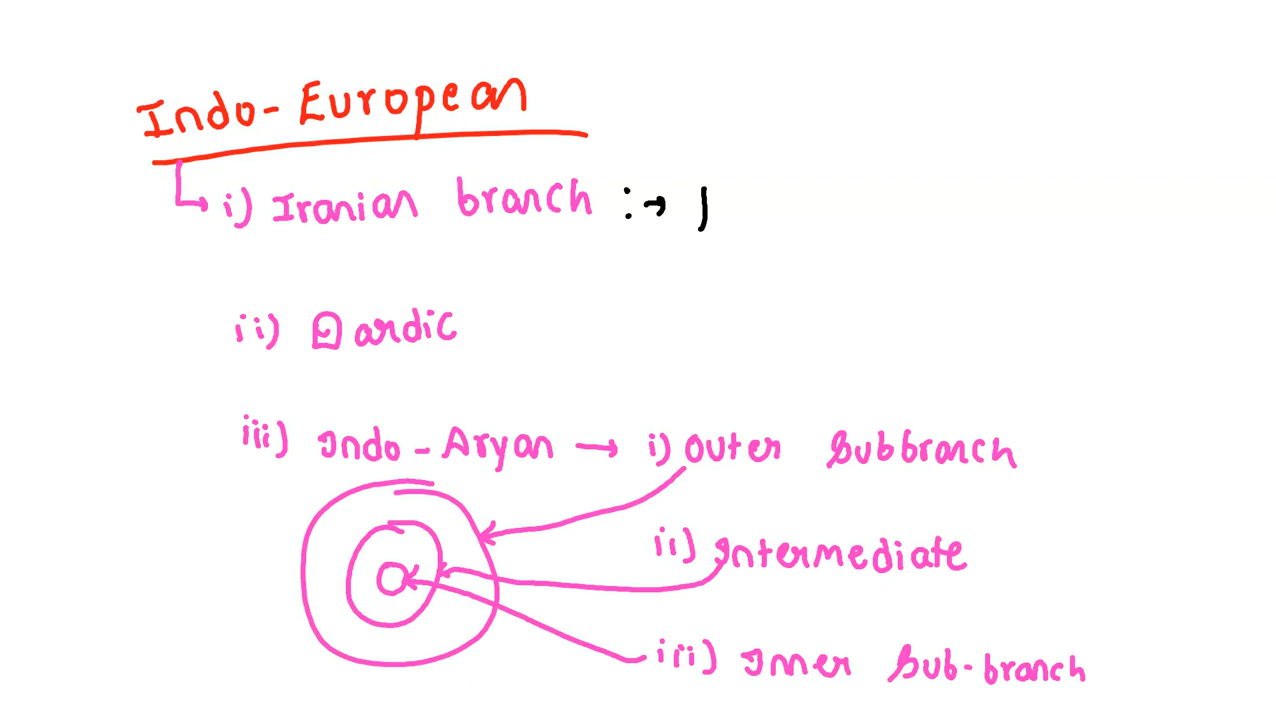 Indo-European
i) Iranian branch :→
ii) Dardic
iii) Indo-Aryan → i) Outer Subbranch
ii) Intermediate
iii) Inner Sub-branch